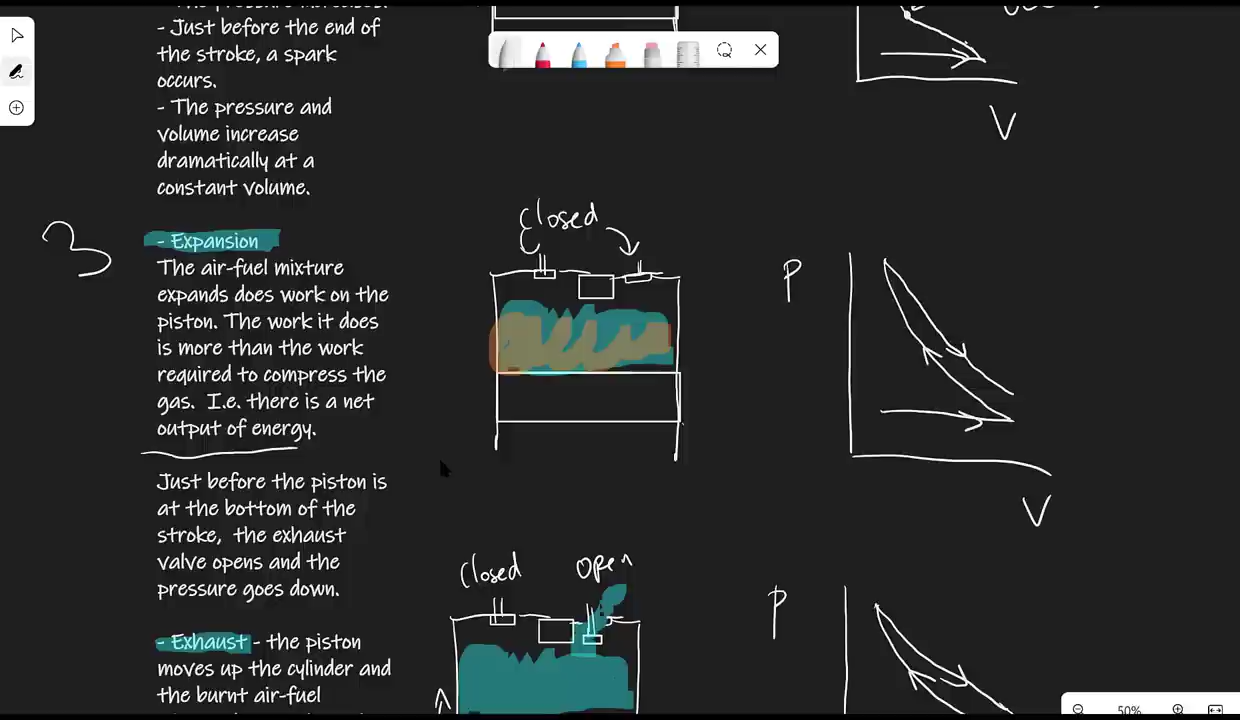 - The pressure increases.
- Just before the end of
the stroke, a spark
occurs.
- The pressure and
volume increase
dramatically at a
constant volume.
V
3
- Expansion
The air-fuel mixture
expands does work on the
piston. The work it does
is more than the work
required to compress the
gas. I.e. there is a net
output of energy.
Closed
P
V
Just before the piston is
at the bottom of the
stroke, the exhaust
valve opens and the
pressure goes down.
Closed
Open
P
- Exhaust - the piston
moves up the cylinder and
the burnt air-fuel
50%